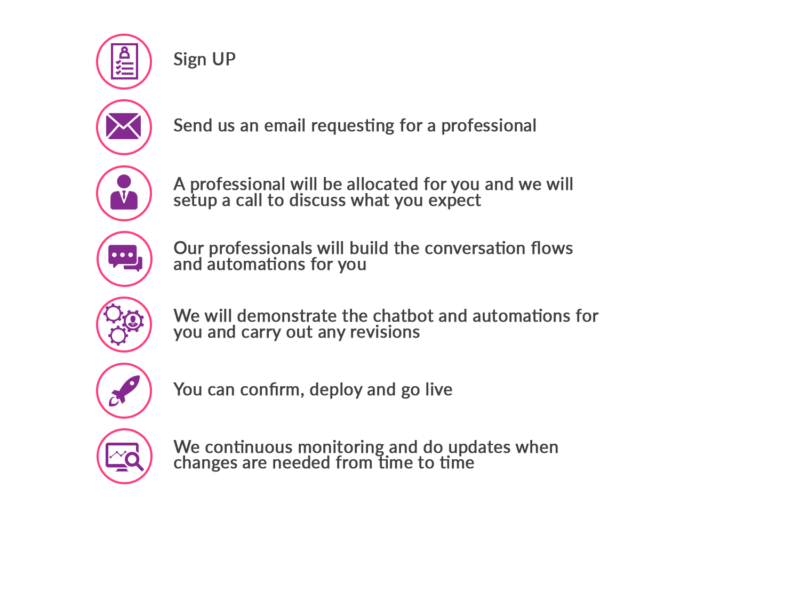 Sign UP
Send us an email requesting for a professional
A professional will be allocated for you and we will
setup a call to discuss what you expect
Our professionals will build the conversation flows
and automations for you
We will demonstrate the chatbot and automations for
you and carry out any revisions
You can confirm, deploy and go live
We continuous monitoring and do updates when
changes are needed from time to time